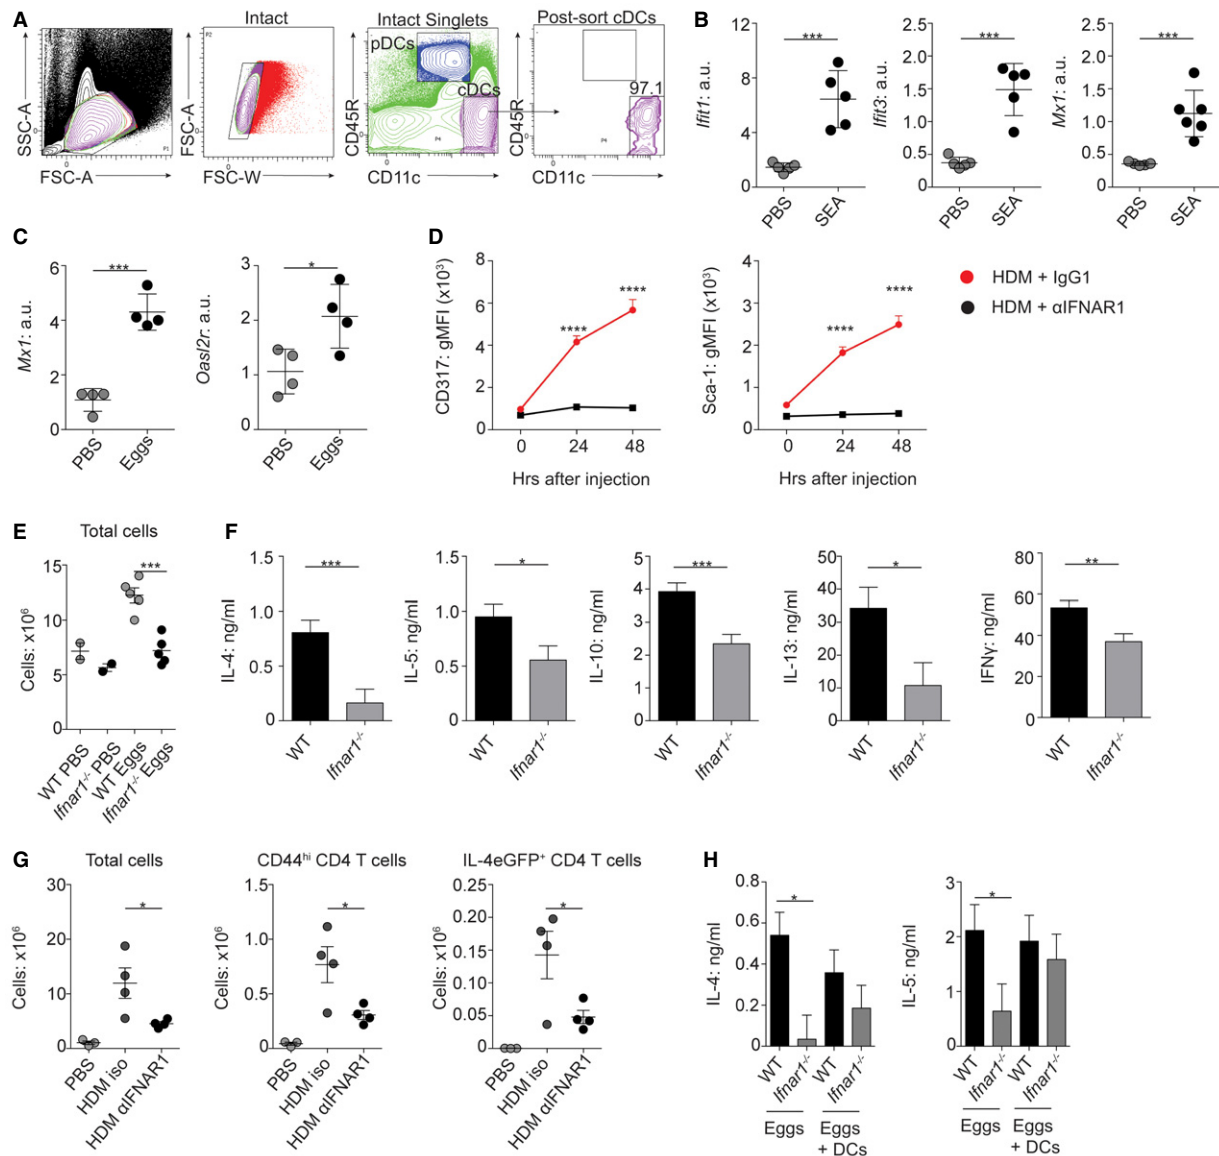 A
Intact
Intact Singlets
Post-sort cDCs
SSC-A
FSC-A
P1
0
FSC-A
FSC-W
P2
0
CD45R
CD11c
pDCs
cDCs
P4
0
CD45R
CD11c
97.1
P4
0
B
Ifit1: a.u.
12
8
4
0
***
PBS
SEA
Ifit3: a.u.
2.5
2.0
1.5
1.0
0.5
0
***
PBS
SEA
Mx1: a.u.
2.5
2.0
1.5
1.0
0.5
0
***
PBS
SEA
C
Mx1: a.u.
6
4
2
0
***
PBS
Eggs
Oasl2r: a.u.
3
2
1
0
*
PBS
Eggs
D
CD317: gMFI (x10³)
8
6
4
2
0
****
****
0 24 48
Hrs after injection
Sca-1: gMFI (x10³)
4
3
2
1
0
****
****
0 24 48
Hrs after injection
HDM + IgG1
HDM + αIFNAR1
E
Total cells
Cells: x10⁶
15
10
5
0
***
WT PBS
Ifnar1-/- PBS
WT Eggs
Ifnar1-/- Eggs
F
IL-4: ng/ml
1.5
1.0
0.5
0
***
WT
Ifnar1-/-
IL-5: ng/ml
1.5
1.0
0.5
0
*
WT
Ifnar1-/-
IL-10: ng/ml
5
4
3
2
1
0
***
WT
Ifnar1-/-
IL-13: ng/ml
50
40
30
20
10
0
*
WT
Ifnar1-/-
IFNγ: ng/ml
80
60
40
20
0
**
WT
Ifnar1-/-
G
Total cells
Cells: x10⁶
30
20
10
0
*
PBS
HDM iso
HDM αIFNAR1
CD44hi CD4 T cells
Cells: x10⁶
1.5
1.0
0.5
0
*
PBS
HDM iso
HDM αIFNAR1
IL-4eGFP⁺ CD4 T cells
Cells: x10⁶
0.25
0.20
0.15
0.10
0.05
0
*
PBS
HDM iso
HDM αIFNAR1
H
IL-4: ng/ml
0.8
0.6
0.4
0.2
0
*
WT
Ifnar1-/-
WT
Ifnar1-/-
Eggs
Eggs
+ DCs
IL-5: ng/ml
3
2
1
0
*
WT
Ifnar1-/-
WT
Ifnar1-/-
Eggs
Eggs
+ DCs